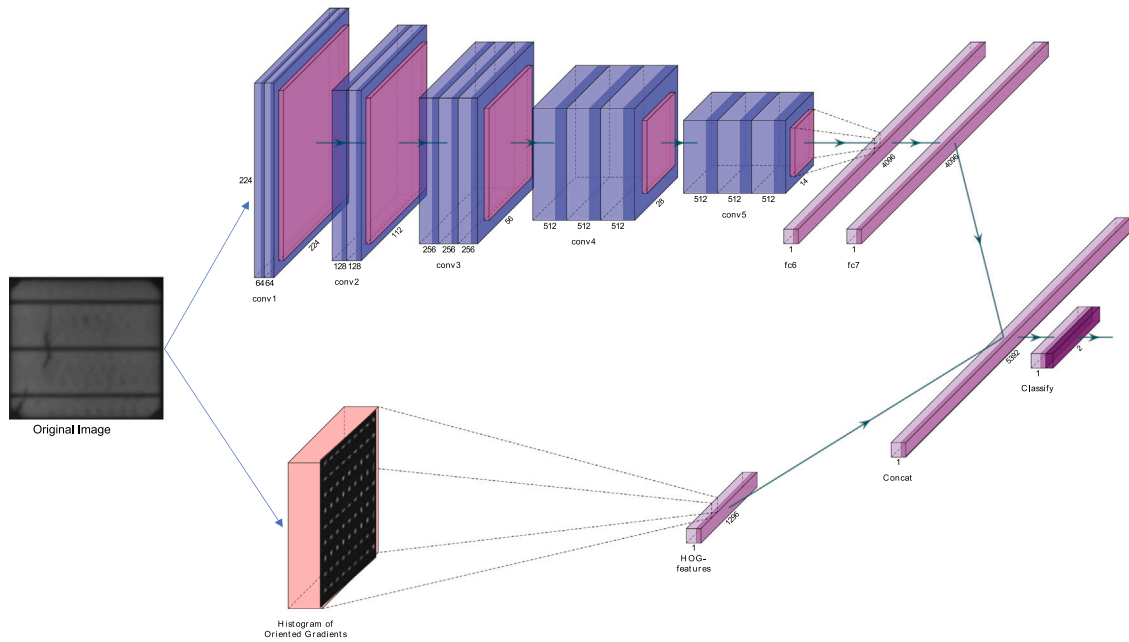 224
224
6464
conv1
112
128 128
conv2
56
256 256 256
conv3
28
512 512 512
conv4
14
512 512 512
conv5
4096
1
fc6
4096
1
fc7
Original Image
5392
1
Concat
2
1
Classify
1296
1
HOG-
features
Histogram of
Oriented Gradients